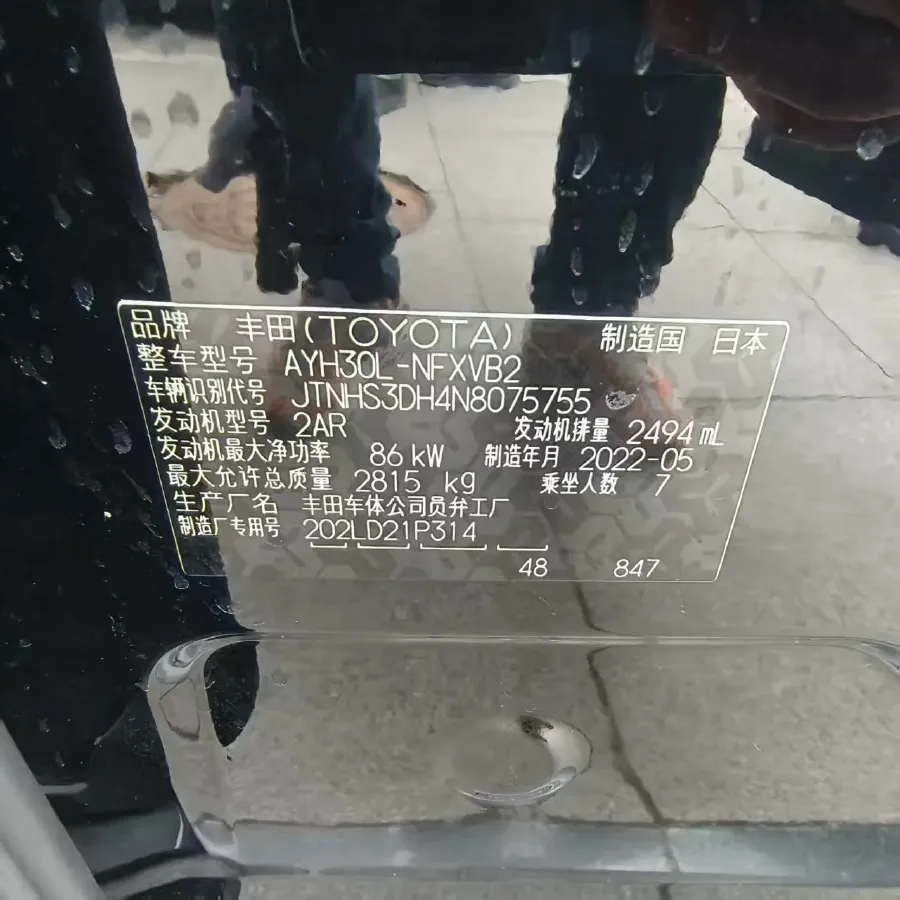 品牌 丰田(TOYOTA) 制造国 日本
整车型号 AYH30L-NFXVB2
车辆识别代号 JTNHS3DH4N8075755
发动机型号 2AR 发动机排量 2494 mL
发动机最大净功率 86 kW 制造年月 2022-05
最大允许总质量 2815 kg 乘坐人数 7
生产厂名 丰田车体公司员弁工厂
制造厂专用号 202LD21P314
48 847